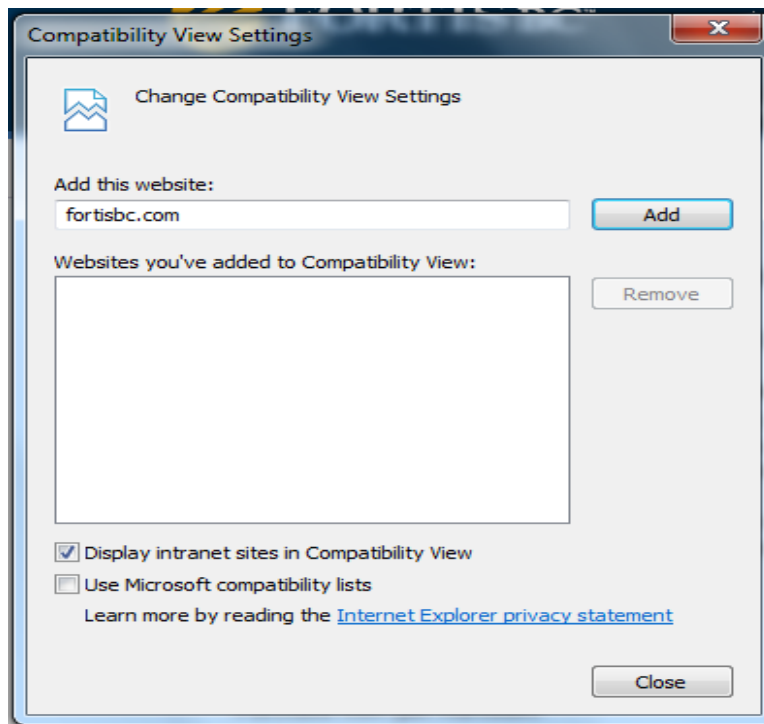 Compatibility View Settings
Change Compatibility View Settings
Add this website:
fortisbc.com
Add
Websites you've added to Compatibility View:
Remove
Display intranet sites in Compatibility View
Use Microsoft compatibility lists
Learn more by reading the Internet Explorer privacy statement
Close